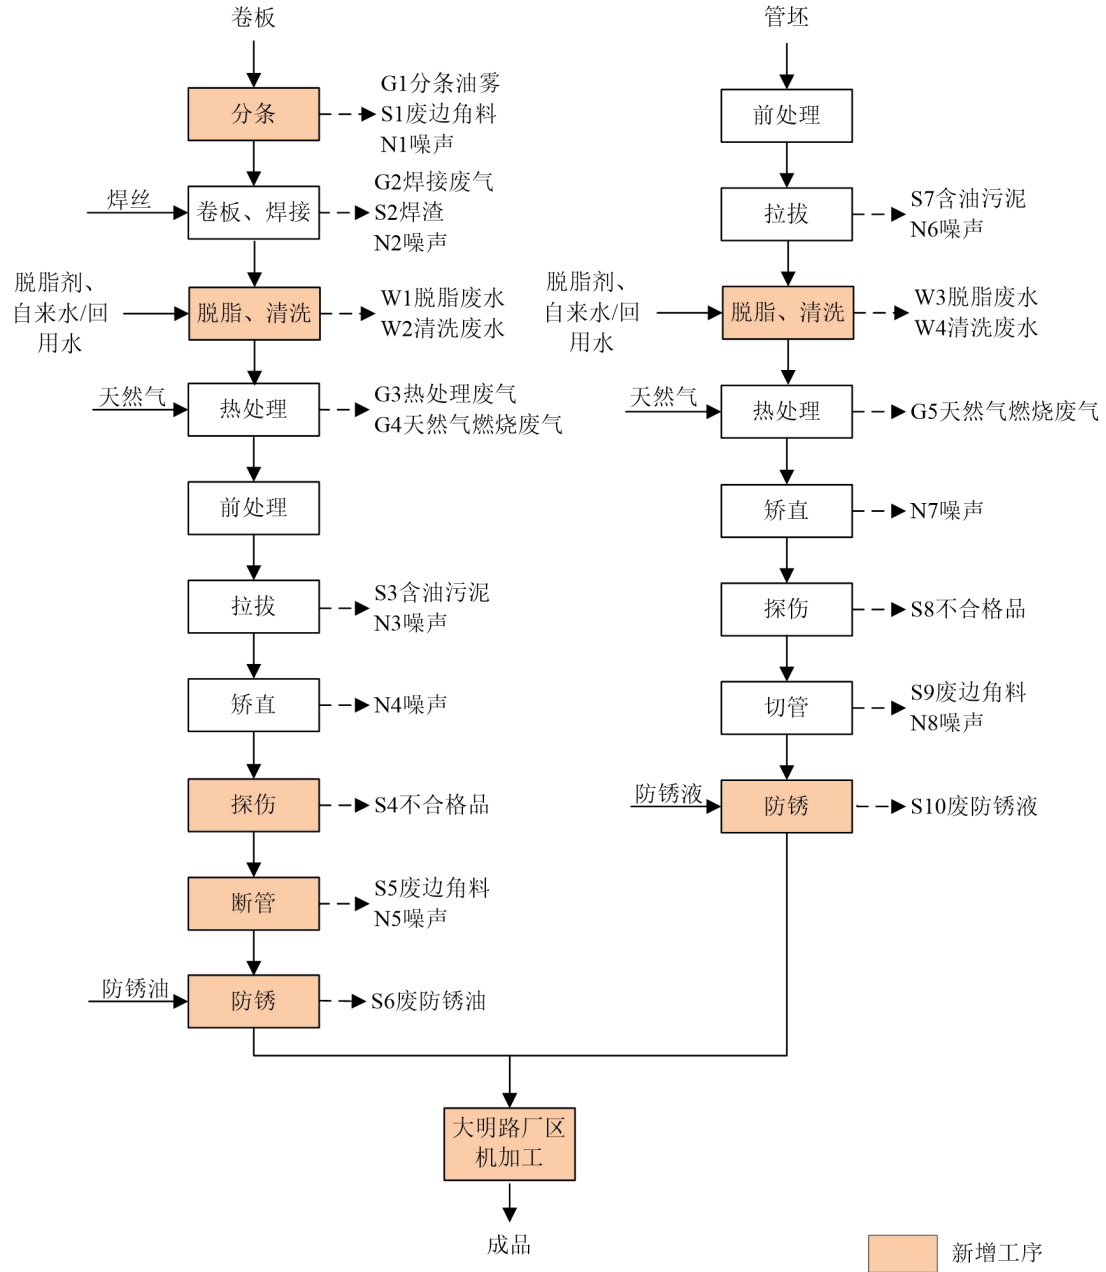 卷板
分条
G1分条油雾
S1废边角料
N1噪声
焊丝
卷板、焊接
G2焊接废气
S2焊渣
N2噪声
脱脂剂、
自来水/回
用水
脱脂、清洗
W1脱脂废水
W2清洗废水
天然气
热处理
G3热处理废气
G4天然气燃烧废气
前处理
拉拔
S3含油污泥
N3噪声
矫直
N4噪声
探伤
S4不合格品
断管
S5废边角料
N5噪声
防锈油
防锈
S6废防锈油
管坯
前处理
拉拔
S7含油污泥
N6噪声
脱脂剂、
自来水/回
用水
脱脂、清洗
W3脱脂废水
W4清洗废水
天然气
热处理
G5天然气燃烧废气
矫直
N7噪声
探伤
S8不合格品
切管
S9废边角料
N8噪声
防锈液
防锈
S10废防锈液
大明路厂区
机加工
成品
新增工序